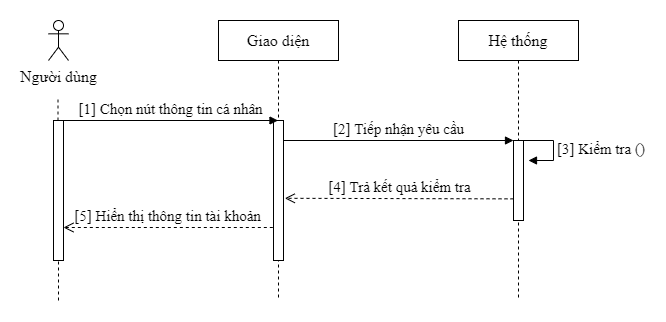 Giao diện
Hệ thống
Người dùng
[1] Chọn nút thông tin cá nhân
[2] Tiếp nhận yêu cầu
[3] Kiểm tra ()
[4] Trả kết quả kiểm tra
[5] Hiển thị thông tin tài khoản